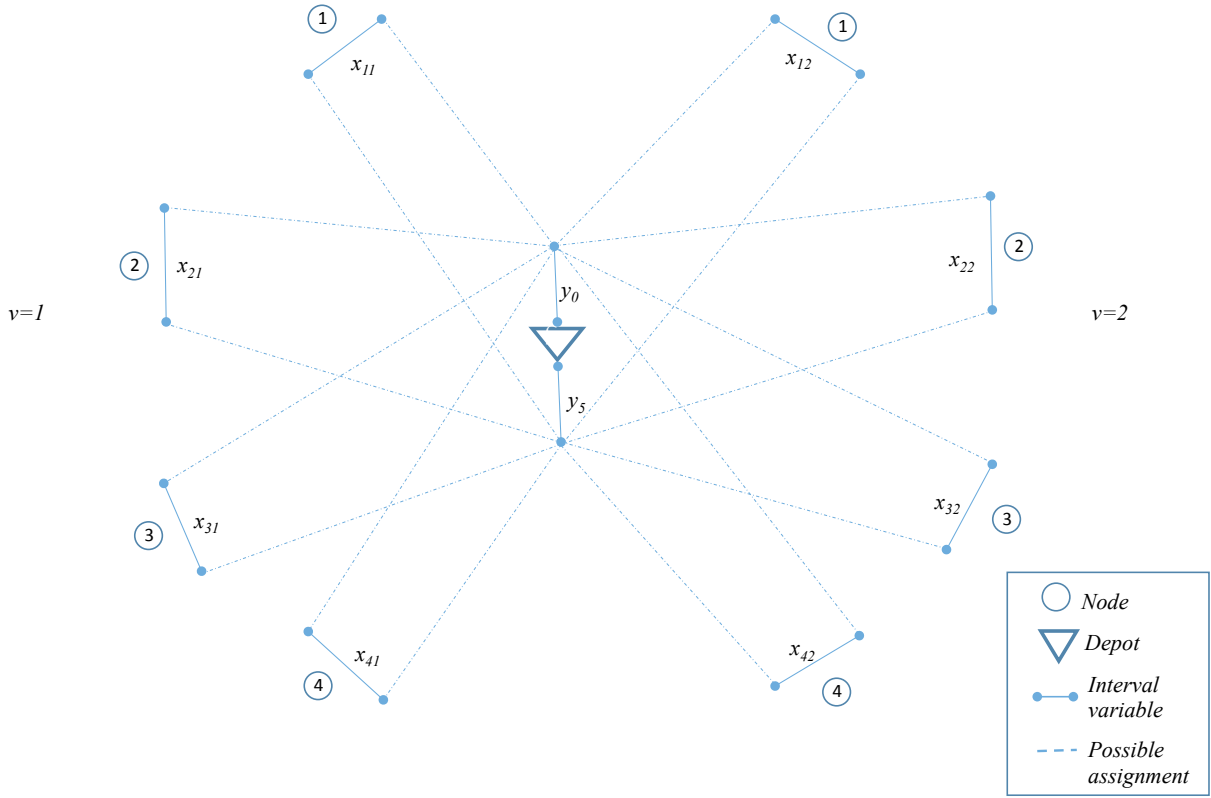 1
1
x11
x12
2
x21
x22
2
y0
v=1
v=2
y5
3
x31
x32
3
x41
x42
4
4
Node
Depot
Interval
variable
Possible
assignment